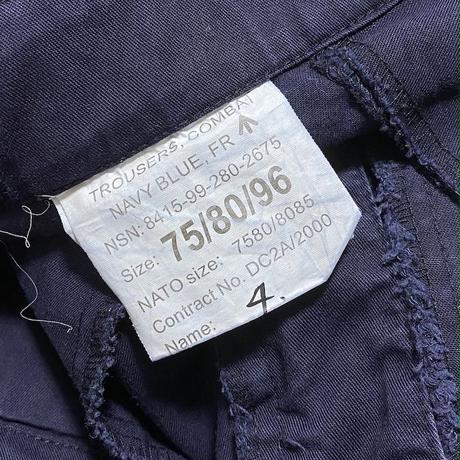 TROUSERS, COMBAT
NAVY BLUE, FR
NSN: 8415-99-280-2675
Size: 75/80/96
NATO size: 7580/8085
Contract No. DC2A/2000
Name: 4.